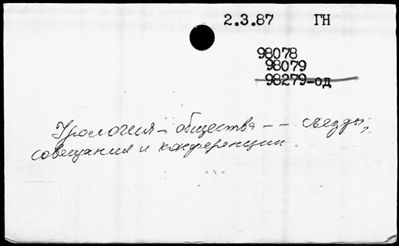 2.3.87 ГН
98078
98079
98279-од
Урология - общества -- съезды,
совещания и конференции.